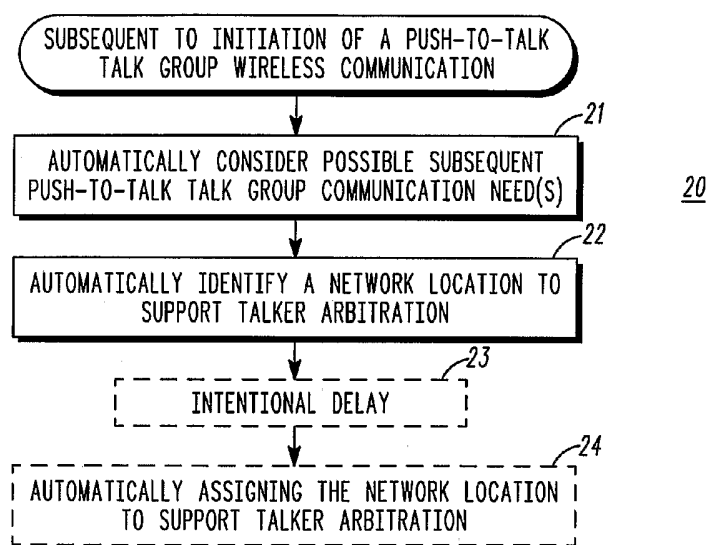 SUBSEQUENT TO INITIATION OF A PUSH-TO-TALK
TALK GROUP WIRELESS COMMUNICATION
21
AUTOMATICALLY CONSIDER POSSIBLE SUBSEQUENT
PUSH-TO-TALK TALK GROUP COMMUNICATION NEED(S)
20
22
AUTOMATICALLY IDENTIFY A NETWORK LOCATION TO
SUPPORT TALKER ARBITRATION
23
INTENTIONAL DELAY
24
AUTOMATICALLY ASSIGNING THE NETWORK LOCATION
TO SUPPORT TALKER ARBITRATION